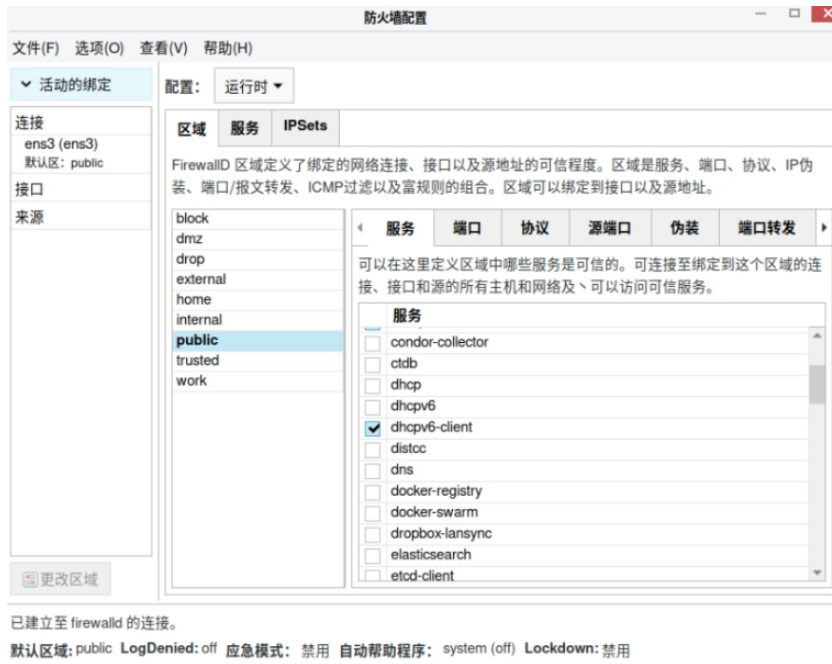 防火墙配置
文件(F) 选项(O) 查看(V) 帮助(H)
活动的绑定
配置： 运行时
连接
ens3 (ens3)
默认区：public
接口
来源
更改区域
区域 服务 IPSets
FirewallD 区域定义了绑定的网络连接、接口以及源地址的可信程度。区域是服务、端口、协议、IP伪
装、端口/报文转发、ICMP过滤以及富规则的组合。区域可以绑定到接口以及源地址。
block
dmz
drop
external
home
internal
public
trusted
work
服务 端口 协议 源端口 伪装 端口转发
可以在这里定义区域中哪些服务是可信的。可连接至绑定到这个区域的连
接、接口和源的所有主机和网络及丶可以访问可信服务。
服务
condor-collector
ctdb
dhcp
dhcpv6
dhcpv6-client
distcc
dns
docker-registry
docker-swarm
dropbox-lansync
elasticsearch
etcd-client
已建立至 firewalld 的连接。
默认区域: public LogDenied: off 应急模式： 禁用 自动帮助程序： system (off) Lockdown: 禁用